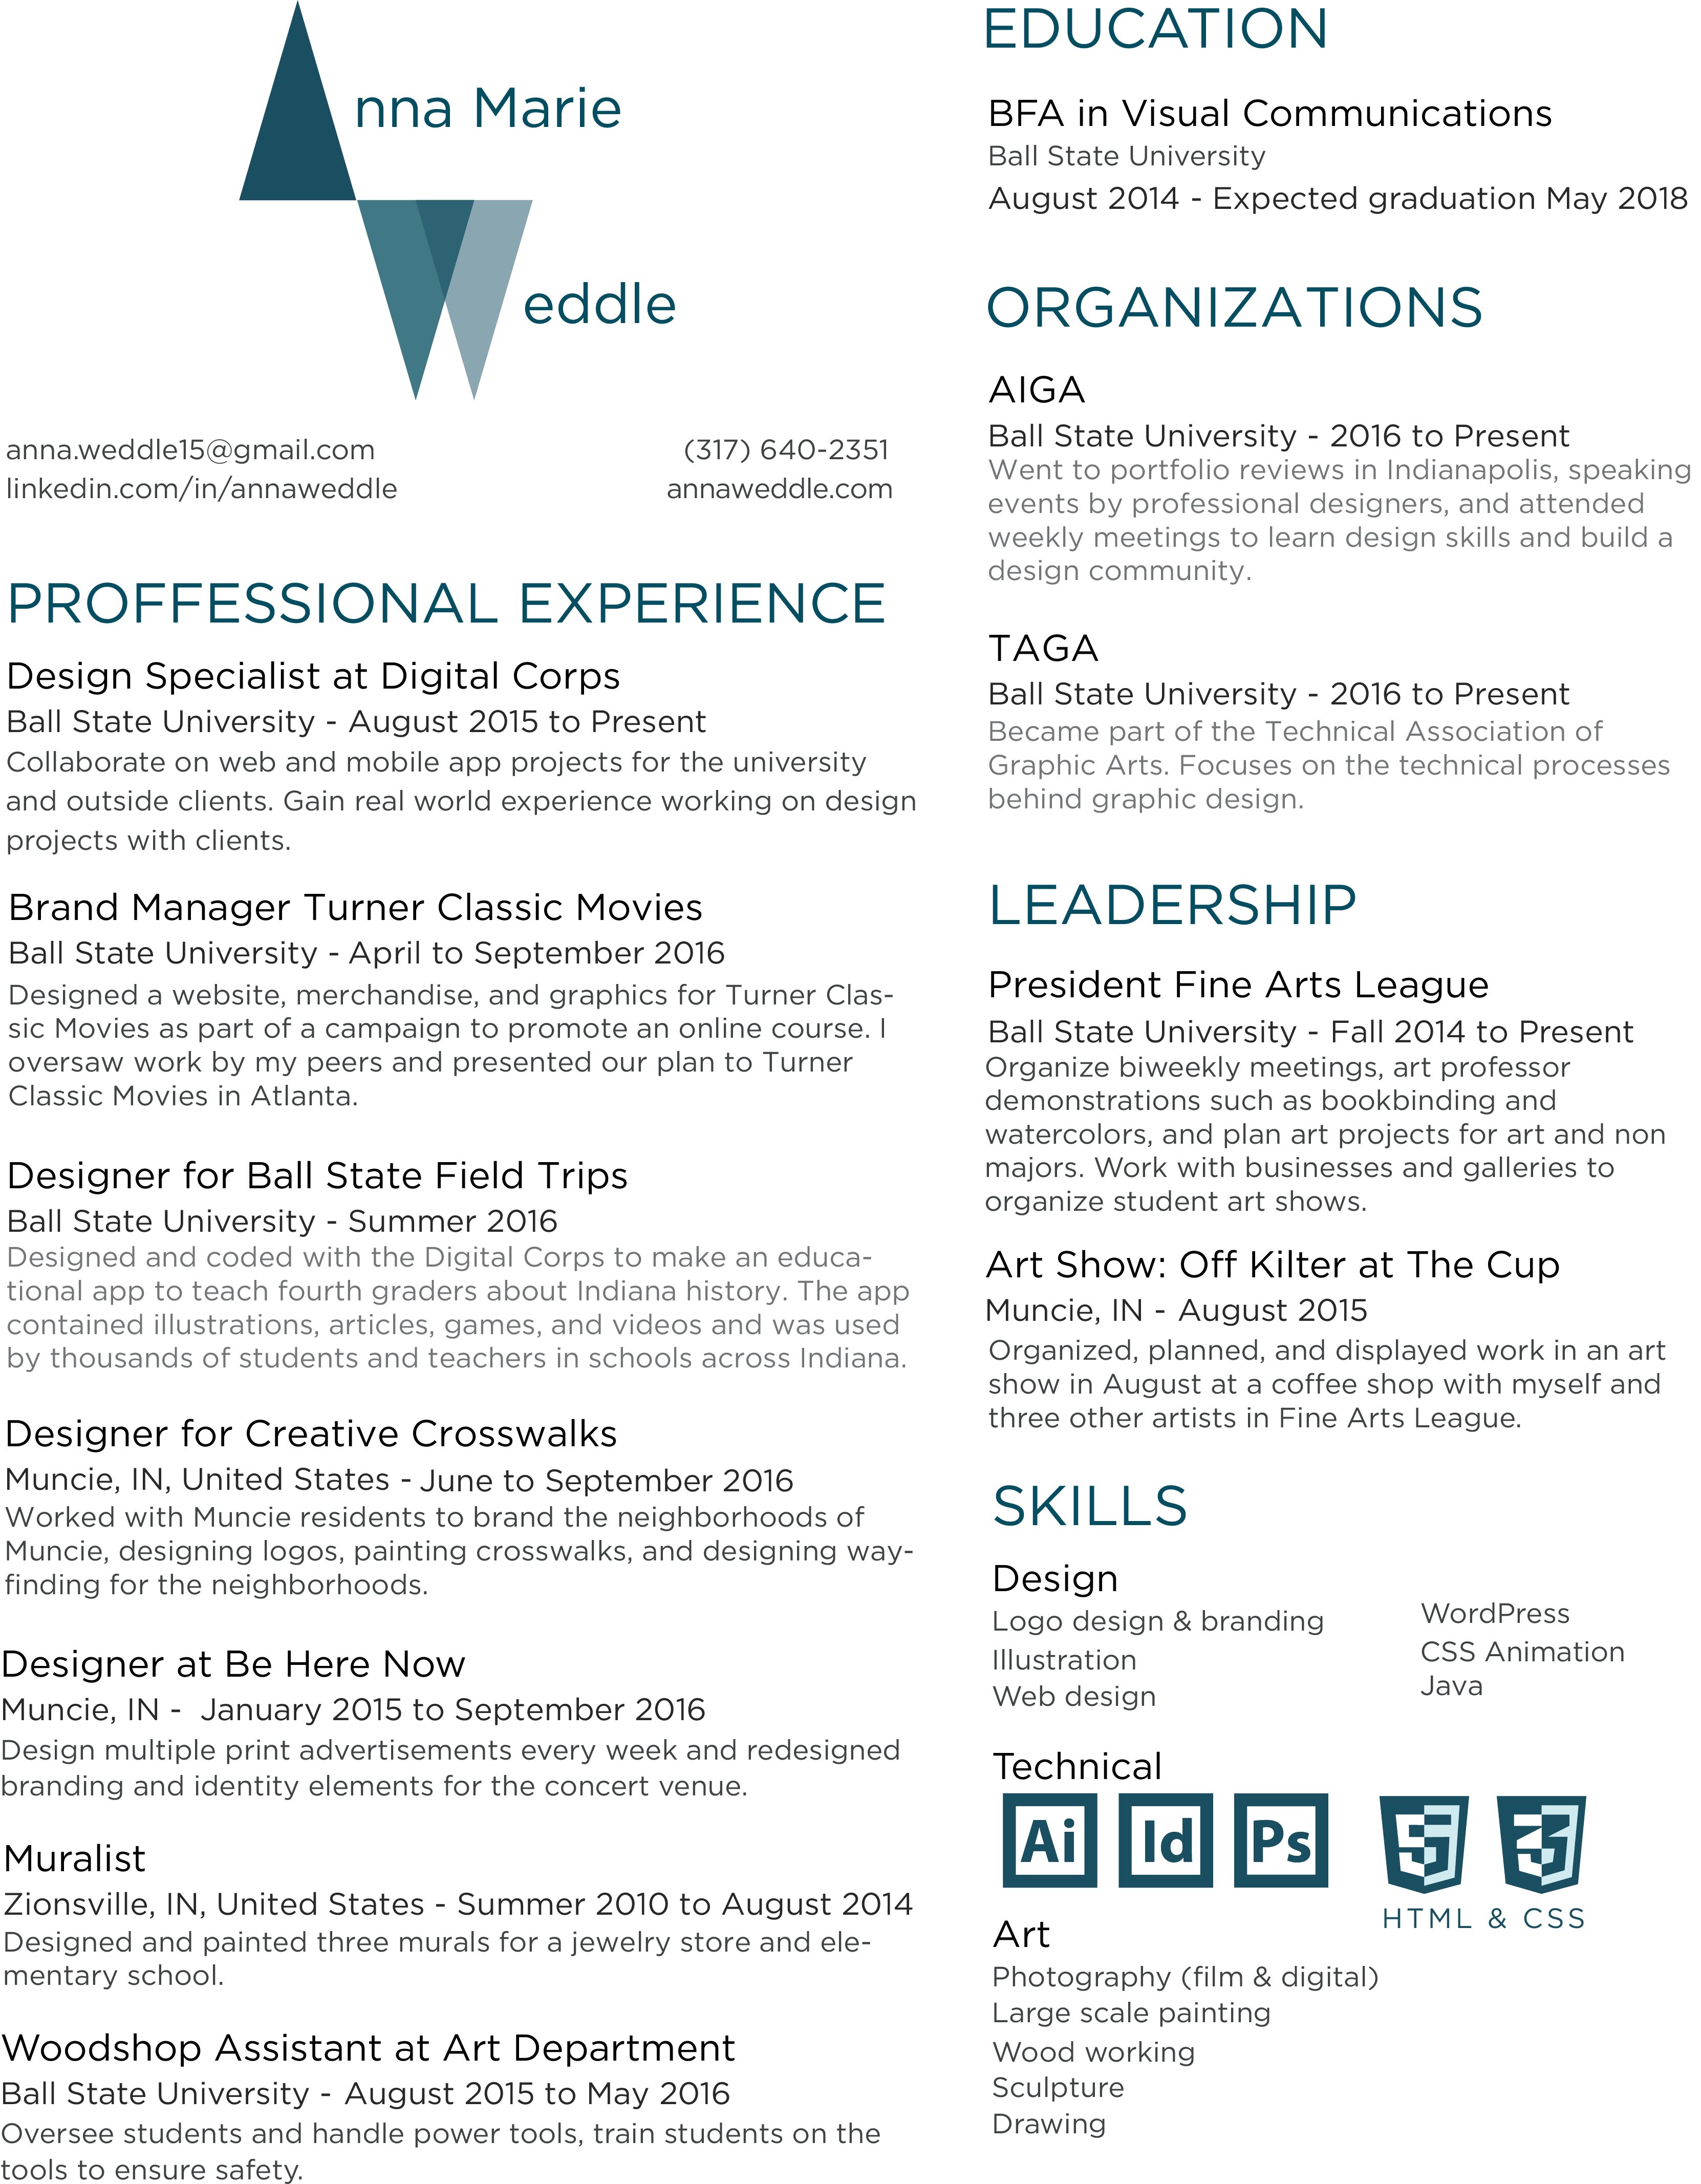 nna Marie
eddle
anna.weddle15@gmail.com
linkedin.com/in/annaweddle
(317) 640-2351
annaweddle.com
PROFFESSIONAL EXPERIENCE
Design Specialist at Digital Corps
Ball State University - August 2015 to Present
Collaborate on web and mobile app projects for the university
and outside clients. Gain real world experience working on design
projects with clients.
Brand Manager Turner Classic Movies
Ball State University - April to September 2016
Designed a website, merchandise, and graphics for Turner Clas-
sic Movies as part of a campaign to promote an online course. I
oversaw work by my peers and presented our plan to Turner
Classic Movies in Atlanta.
Designer for Ball State Field Trips
Ball State University - Summer 2016
Designed and coded with the Digital Corps to make an educa-
tional app to teach fourth graders about Indiana history. The app
contained illustrations, articles, games, and videos and was used
by thousands of students and teachers in schools across Indiana.
Designer for Creative Crosswalks
Muncie, IN, United States - June to September 2016
Worked with Muncie residents to brand the neighborhoods of
Muncie, designing logos, painting crosswalks, and designing way-
finding for the neighborhoods.
Designer at Be Here Now
Muncie, IN - January 2015 to September 2016
Design multiple print advertisements every week and redesigned
branding and identity elements for the concert venue.
Muralist
Zionsville, IN, United States - Summer 2010 to August 2014
Designed and painted three murals for a jewelry store and ele-
mentary school.
Woodshop Assistant at Art Department
Ball State University - August 2015 to May 2016
Oversee students and handle power tools, train students on the
tools to ensure safety.
EDUCATION
BFA in Visual Communications
Ball State University
August 2014 - Expected graduation May 2018
ORGANIZATIONS
AIGA
Ball State University - 2016 to Present
Went to portfolio reviews in Indianapolis, speaking
events by professional designers, and attended
weekly meetings to learn design skills and build a
design community.
TAGA
Ball State University - 2016 to Present
Became part of the Technical Association of
Graphic Arts. Focuses on the technical processes
behind graphic design.
LEADERSHIP
President Fine Arts League
Ball State University - Fall 2014 to Present
Organize biweekly meetings, art professor
demonstrations such as bookbinding and
watercolors, and plan art projects for art and non
majors. Work with businesses and galleries to
organize student art shows.
Art Show: Off Kilter at The Cup
Muncie, IN - August 2015
Organized, planned, and displayed work in an art
show in August at a coffee shop with myself and
three other artists in Fine Arts League.
SKILLS
Design
Logo design & branding
Illustration
Web design
WordPress
CSS Animation
Java
Technical
Ai Id Ps 5 3
HTML & CSS
Art
Photography (film & digital)
Large scale painting
Wood working
Sculpture
Drawing